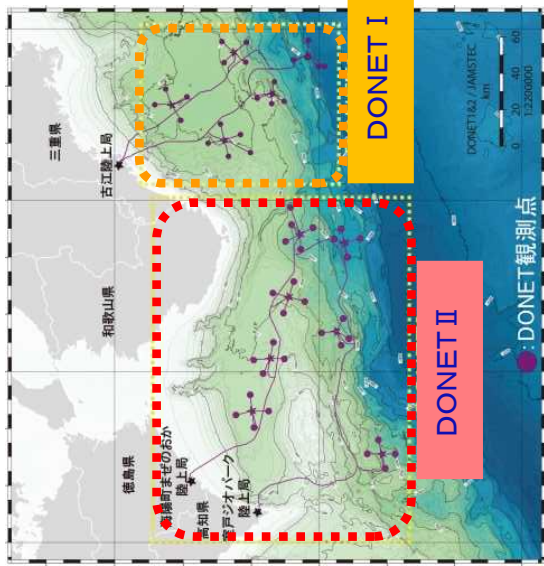 三重県
古江陸上局
和歌山県
徳島県
海陽町まぜのおか
陸上局
高知県
室戸ジオパーク
陸上局
DONET I
DONET II
DONET1&2 / JAMSTEC
km
0 20 40 60
1:2200000
:DONET観測点